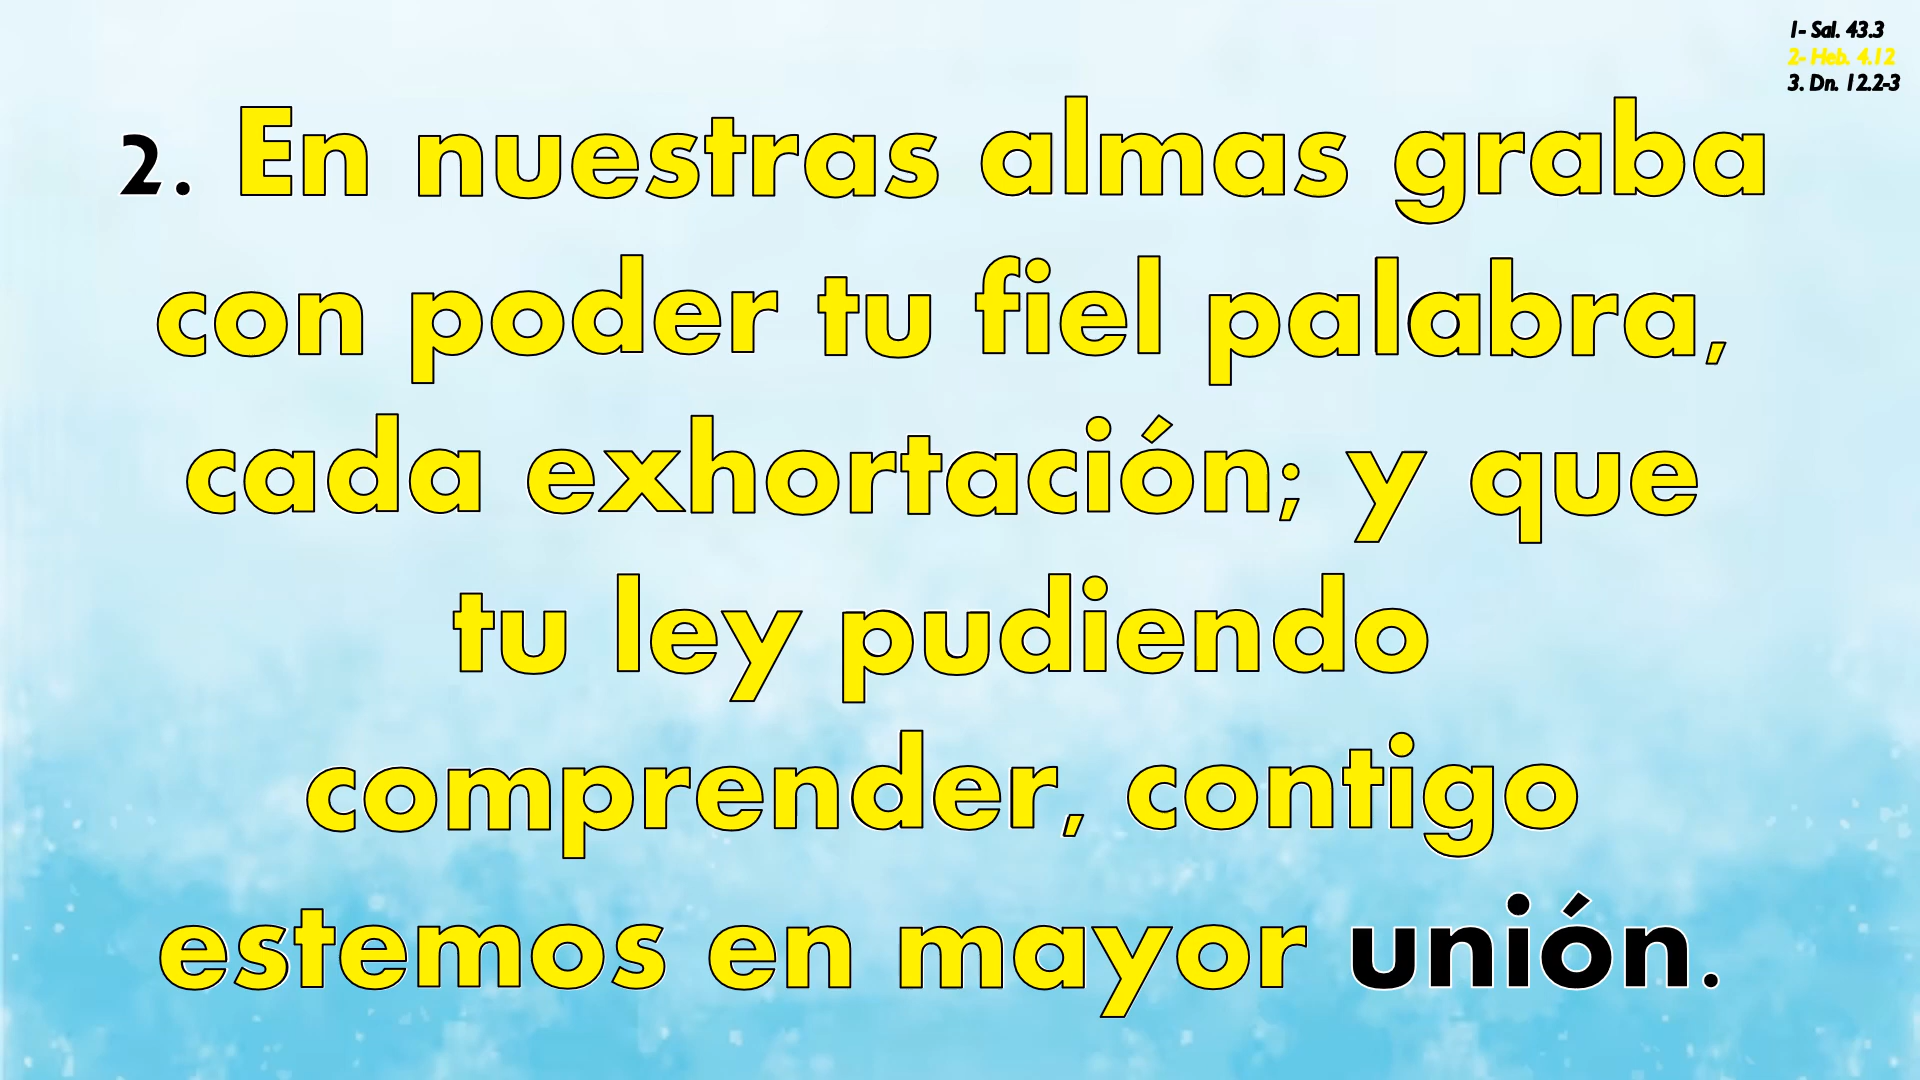 1- Sal. 43.3
2- Heb. 4.12
3. Dn. 12.2-3
2. En nuestras almas graba
con poder tu fiel palabra,
cada exhortación; y que
tu ley pudiendo
comprender, contigo
estemos en mayor unión.